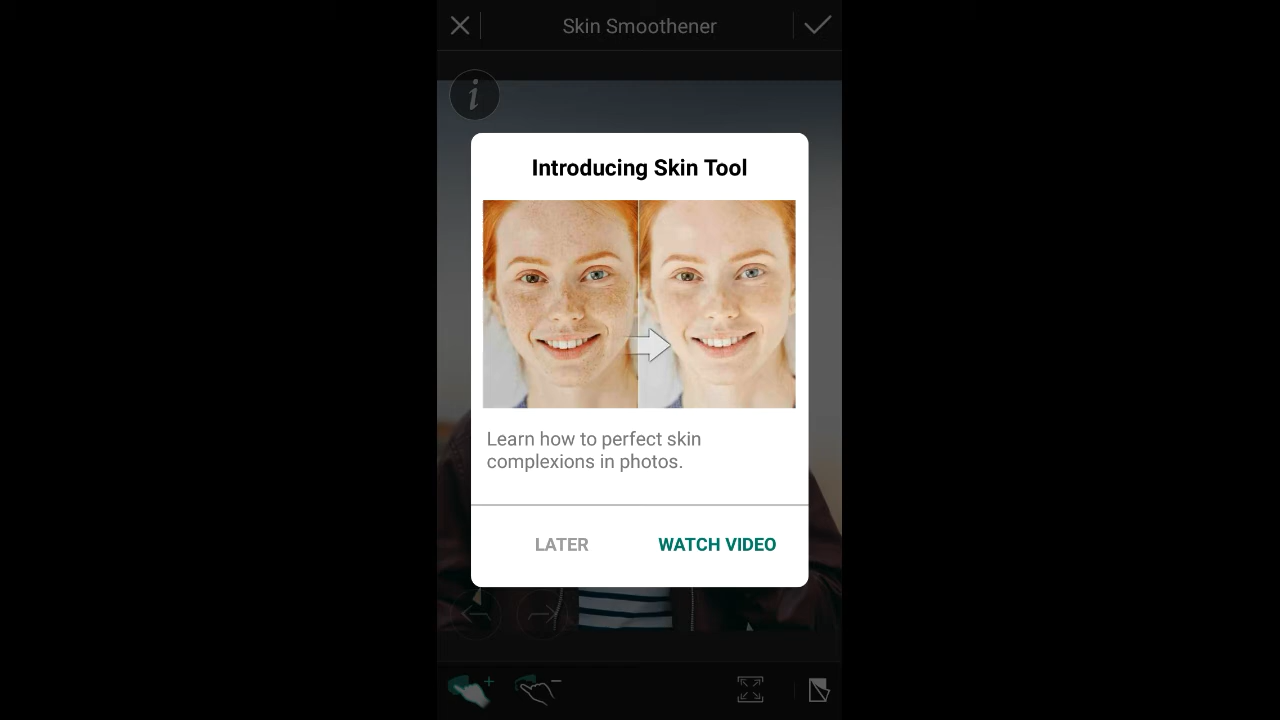 Skin Smoothener
i
Introducing Skin Tool
Learn how to perfect skin
complexions in photos.
LATER
WATCH VIDEO